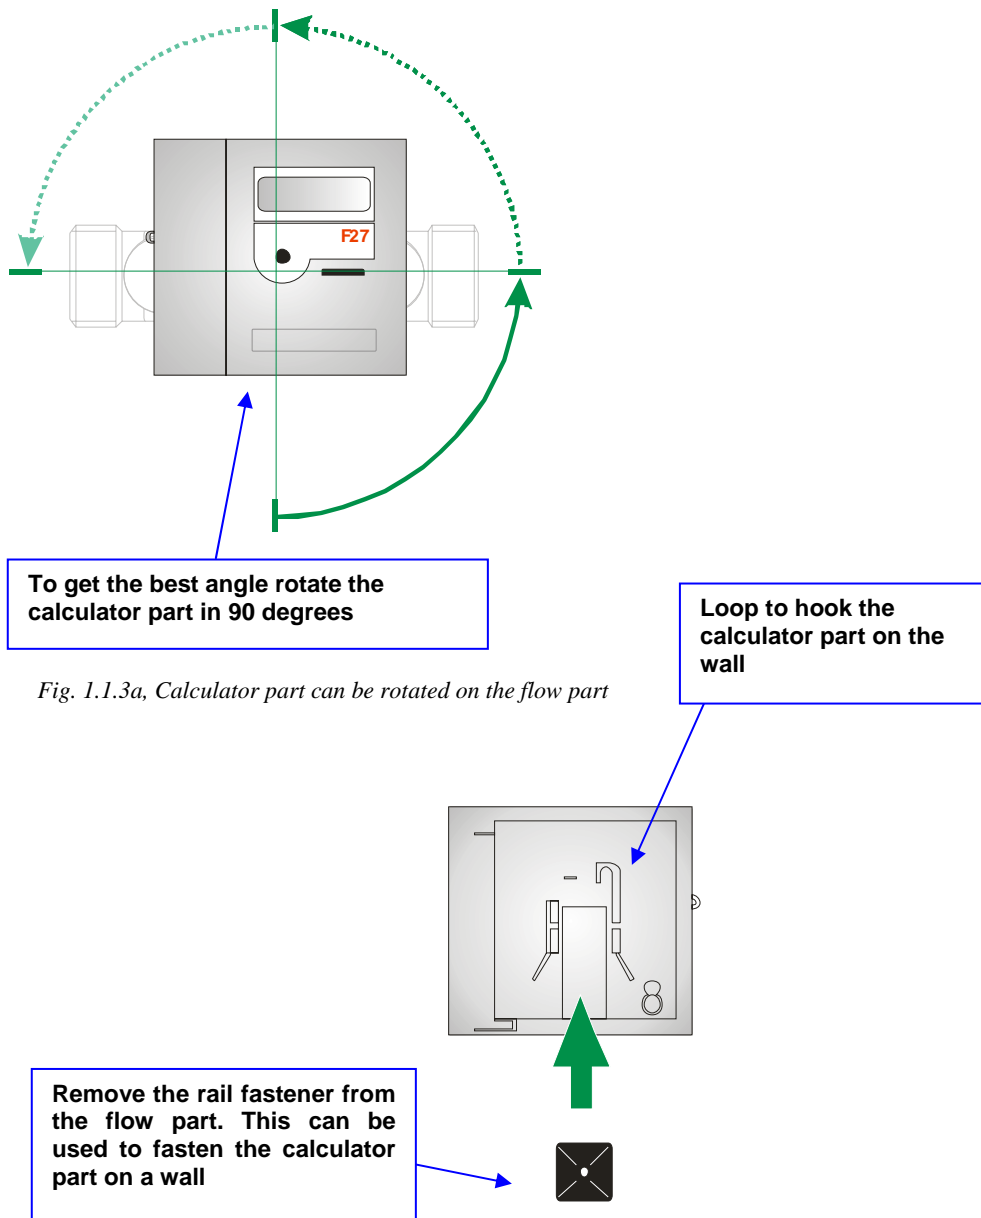 F27
To get the best angle rotate the
calculator part in 90 degrees
Loop to hook the
calculator part on the
wall
Fig. 1.1.3a, Calculator part can be rotated on the flow part
Remove the rail fastener from
the flow part. This can be
used to fasten the calculator
part on a wall